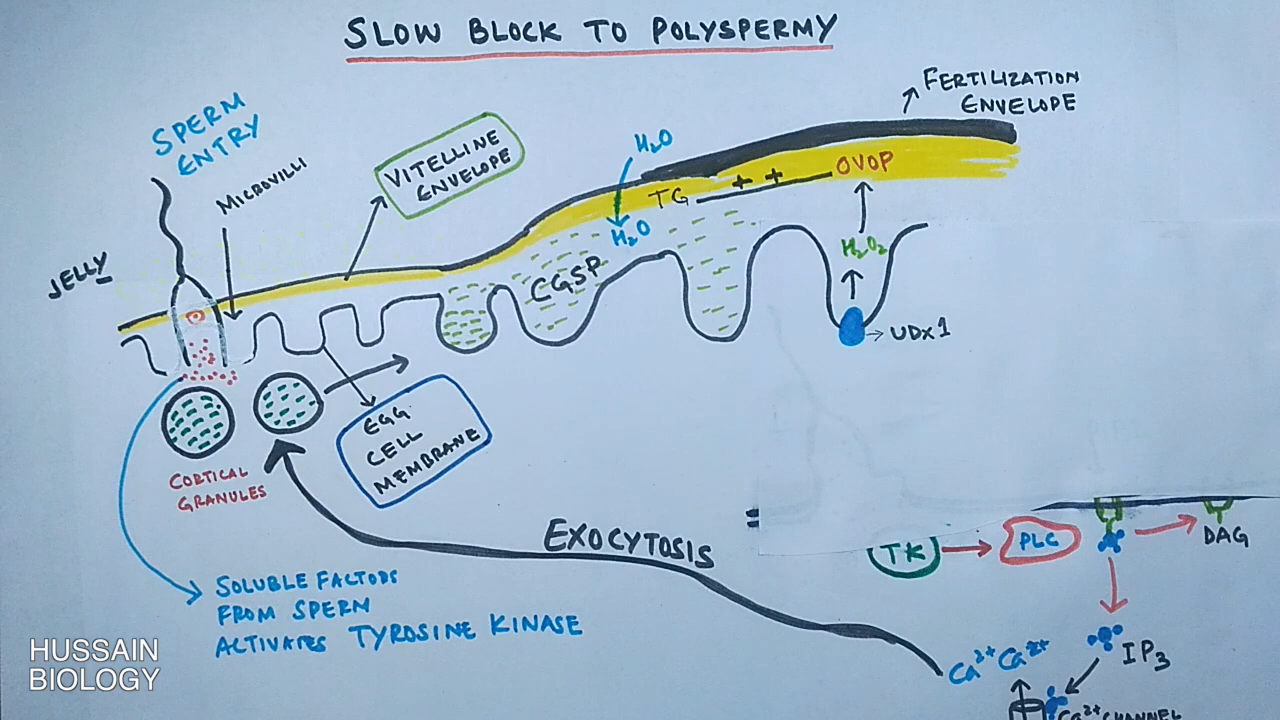 SLOW BLOCK TO POLYSPERMY
FERTILIZATION
ENVELOPE
SPERM
ENTRY
MICROVILLI
VITELLINE
ENVELOPE
H₂O
H₂O
TG
++
OVOP
JELLY
CGSP
H₂O₂
UDX1
EGG
CELL
MEMBRANE
CORTICAL
GRANULES
EXOCYTOSIS
TK
PLC
DAG
SOLUBLE FACTORS
FROM SPERM
ACTIVATES TYROSINE KINASE
Ca²⁺ Ca²⁺
IP₃
Ca²⁺ CHANNEL
HUSSAIN
BIOLOGY